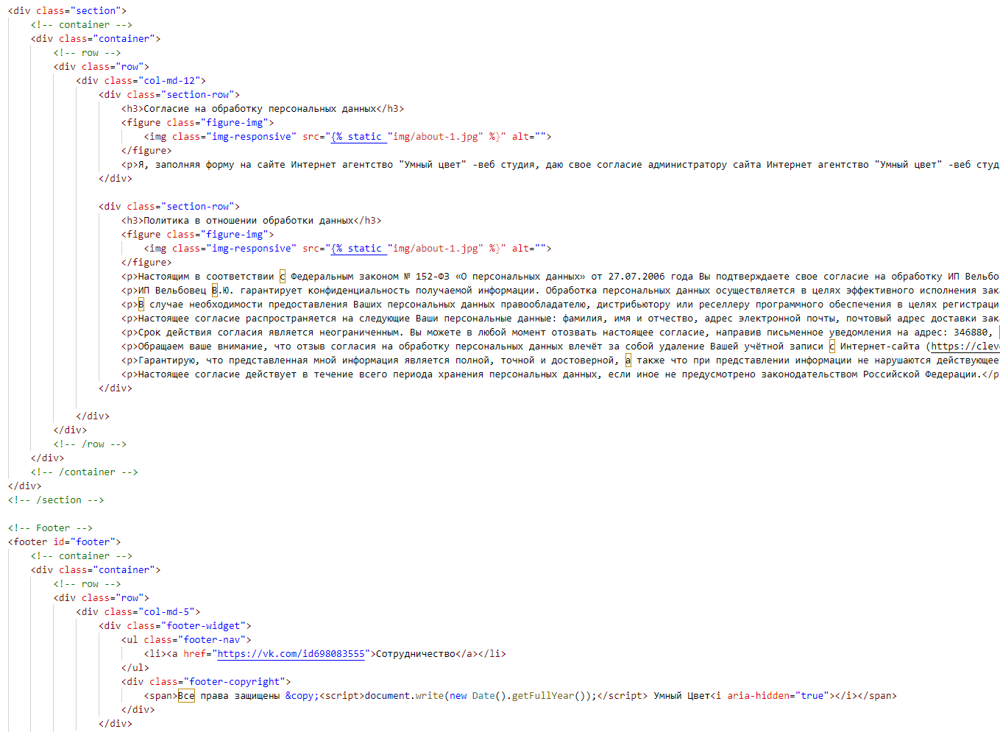 <div class="section">
<!-- container -->
<div class="container">
<!-- row -->
<div class="row">
<div class="col-md-12">
<div class="section-row">
<h3>Согласие на обработку персональных данных</h3>
<figure class="figure-img">
<img class="img-responsive" src="{% static "img/about-1.jpg" %}" alt="">
</figure>
<p>Я, заполняя форму на сайте Интернет агентство "Умный цвет" -веб студия, даю свое согласие администратору сайта Интернет агентство "Умный цвет" -веб студ
</div>
<div class="section-row">
<h3>Политика в отношении обработки данных</h3>
<figure class="figure-img">
<img class="img-responsive" src="{% static "img/about-1.jpg" %}" alt="">
</figure>
<p>Настоящим в соответствии с Федеральным законом № 152-ФЗ «О персональных данных» от 27.07.2006 года Вы подтверждаете свое согласие на обработку ИП Вельбо
<p>ИП Вельбовец В.Ю. гарантирует конфиденциальность получаемой информации. Обработка персональных данных осуществляется в целях эффективного исполнения зак
<p>В случае необходимости предоставления Ваших персональных данных правообладателю, дистрибьютору или реселлеру программного обеспечения в целях регистраци
<p>Настоящее согласие распространяется на следующие Ваши персональные данные: фамилия, имя и отчество, адрес электронной почты, почтовый адрес доставки зак
<p>Срок действия согласия является неограниченным. Вы можете в любой момент отозвать настоящее согласие, направив письменное уведомления на адрес: 346880,
<p>Обращаем ваше внимание, что отзыв согласия на обработку персональных данных влечёт за собой удаление Вашей учётной записи с Интернет-сайта (https://clev
<p>Гарантирую, что представленная мной информация является полной, точной и достоверной, а также что при представлении информации не нарушаются действующее
<p>Настоящее согласие действует в течение всего периода хранения персональных данных, если иное не предусмотрено законодательством Российской Федерации.</p
</div>
</div>
</div>
<!-- /row -->
</div>
<!-- /container -->
</div>
<!-- /section -->
<!-- Footer -->
<footer id="footer">
<!-- container -->
<div class="container">
<!-- row -->
<div class="row">
<div class="col-md-5">
<div class="footer-widget">
<ul class="footer-nav">
<li><a href="https://vk.com/id698083555">Сотрудничество</a></li>
</ul>
<div class="footer-copyright">
<span>Все права защищены &copy;<script>document.write(new Date().getFullYear());</script> Умный Цвет<i aria-hidden="true"></i></span>
</div>
</div>